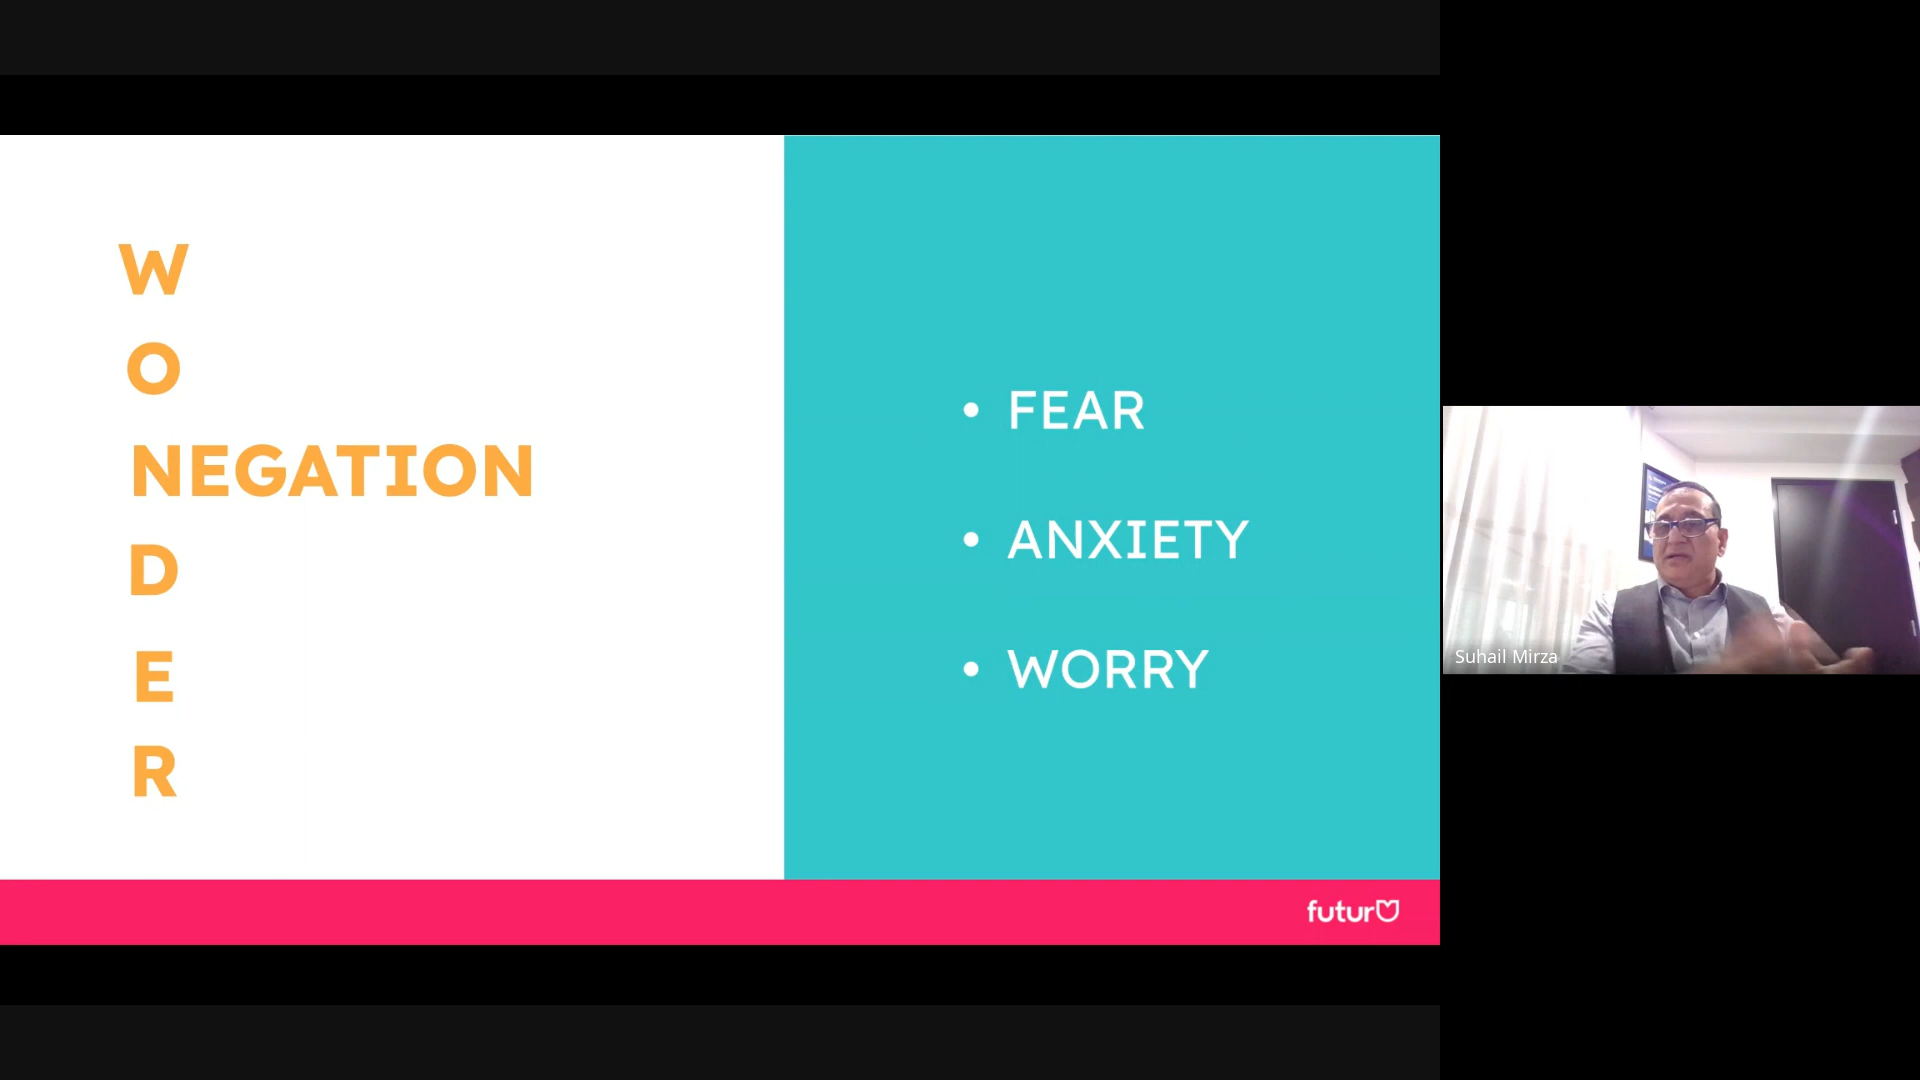 W
O
NEGATION
D
E
R
• FEAR
• ANXIETY
• WORRY
futur
Suhail Mirza